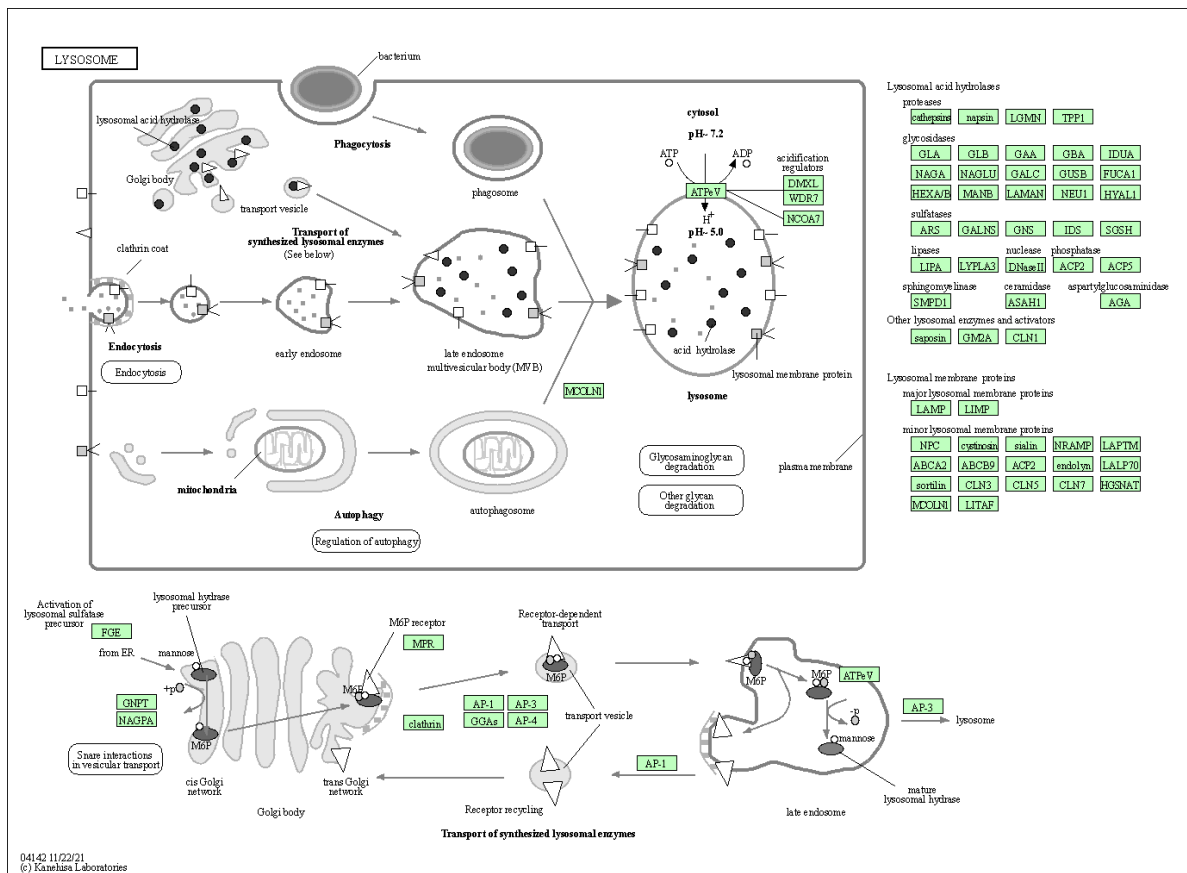 LYSOSOME
bacterium
lysosomal acid hydrolase
Golgi body
transport vesicle
Phagocytosis
phagosome
Transport of
synthesized lysosomal enzymes
(See below)
clathrin coat
Endocytosis
Endocytosis
early endosome
late endosome
multivesicular body (MVB)
cytosol
pH~ 7.2
ATP
ADP
ATPeV
H+
pH~ 5.0
acidification
regulators
DMXL
WDR7
NCOA7
acid hydrolase
lysosomal membrane protein
lysosome
MCOLN1
mitochondria
Autophagy
Regulation of autophagy
autophagosome
Glycosaminoglycan
degradation
Other glycan
degradation
plasma membrane
Lysosomal acid hydrolases
proteases
cathepsins napsin LGMN TPP1
glycosidases
GLA GLB GAA GBA IDUA
NAGA NAGLU GALC GUSB FUCA1
HEXA/B MANB LAMAN NEU1 HYAL1
sulfatases
ARS GALNS GNS IDS SGSH
lipases nuclease phosphatase
LIPA LYPLA3 DNaseII ACP2 ACP5
sphingomyelinase ceramidase aspartylglucosaminidase
SMPD1 ASAH1 AGA
Other lysosomal enzymes and activators
saposin GM2A CLN1
Lysosomal membrane proteins
major lysosomal membrane proteins
LAMP LIMP
minor lysosomal membrane proteins
NPC cystinosin sialin NRAMP LAPTM
ABCA2 ABCB9 ACP2 endolyn LALP70
sortilin CLN3 CLN5 CLN7 HGSNAT
MCOLN1 LITAF
Activation of
lysosomal sulfatase
precursor
FGE
from ER
lysosomal hydrase
precursor
mannose
+p
GNPT
NAGPA
M6P
Snare interactions
in vesicular transport
cis Golgi
network
Golgi body
trans Golgi
network
M6P
M6P receptor
MPR
clathrin
AP-1 AP-3
GGAs AP-4
Receptor-dependent
transport
M6P
transport vesicle
Receptor recycling
AP-1
M6P
M6P
ATPeV
-p
mannose
AP-3
lysosome
mature
lysosomal hydrase
late endosome
Transport of synthesized lysosomal enzymes
04142 11/22/21
(c) Kanehisa Laboratories